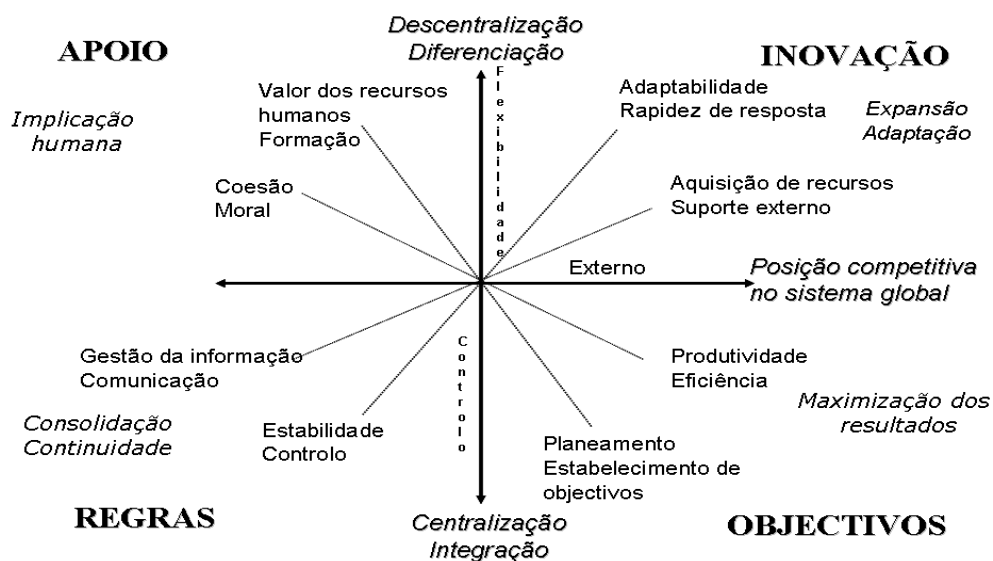 Descentralização
Diferenciação
APOIO
INOVAÇÃO
Flexibilidade
Valor dos recursos
humanos
Formação
Adaptabilidade
Rapidez de resposta
Implicação
humana
Expansão
Adaptação
Coesão
Moral
Aquisição de recursos
Suporte externo
Externo
Posição competitiva
no sistema global
Controlo
Gestão da informação
Comunicação
Produtividade
Eficiência
Consolidação
Continuidade
Estabilidade
Controlo
Planeamento
Estabelecimento de
objectivos
Maximização dos
resultados
REGRAS
Centralização
Integração
OBJECTIVOS